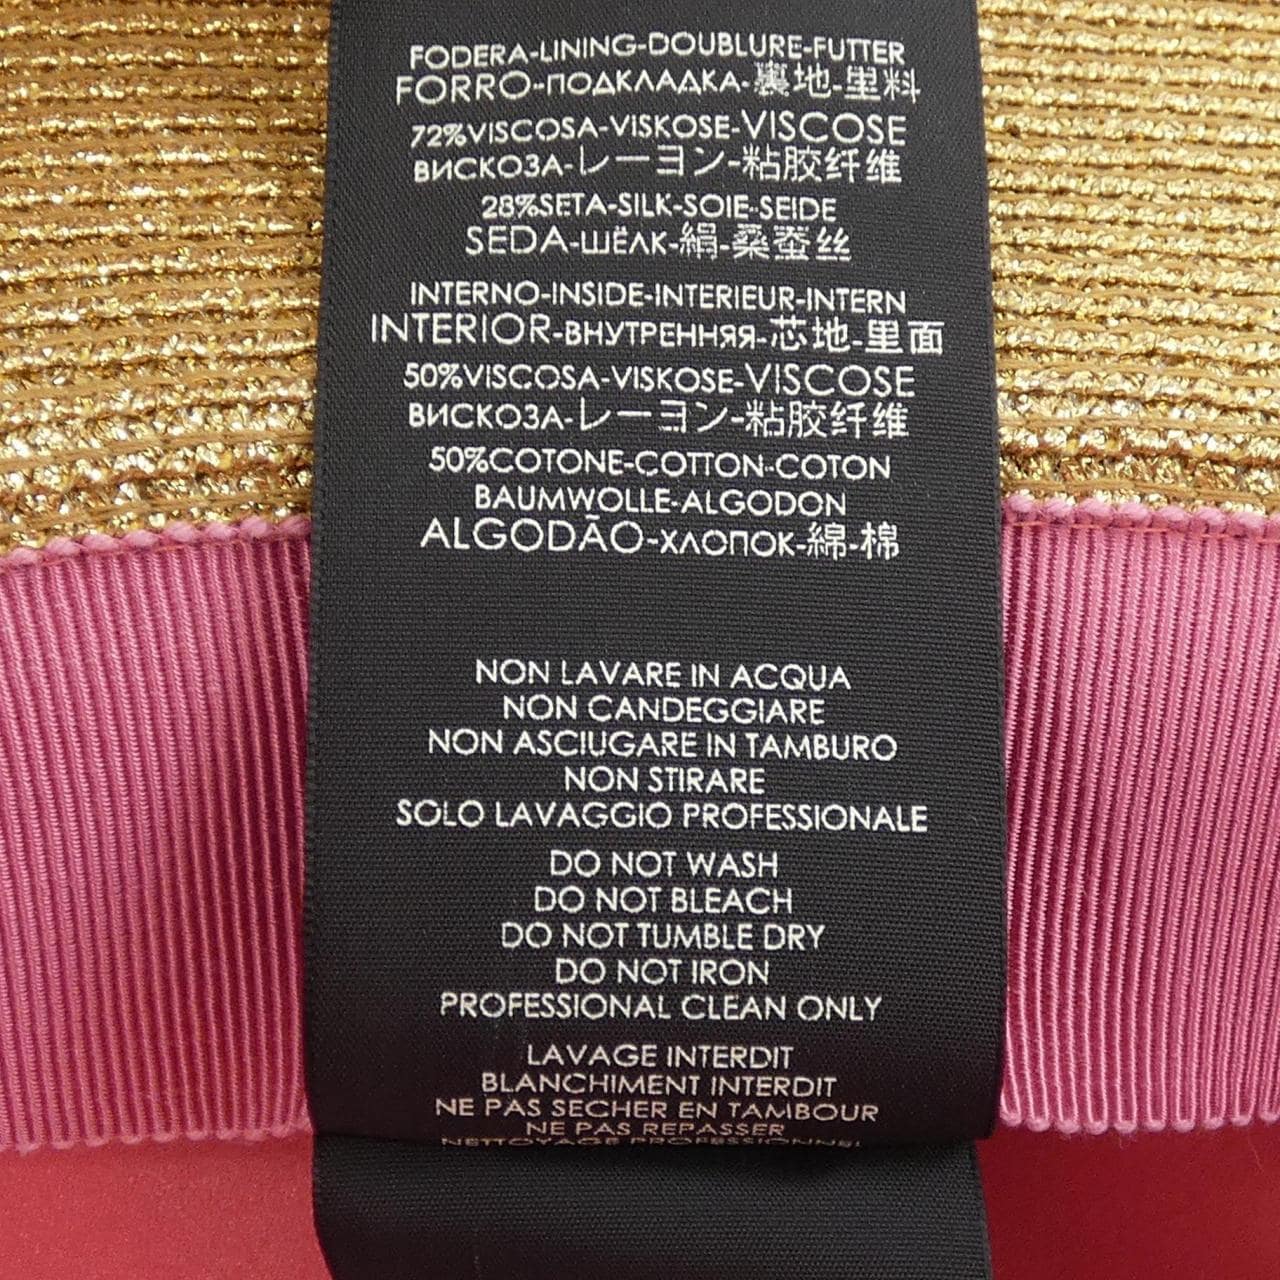 FODERA-LINING-DOUBLURE-FUTTER
FORRO-ПОДКЛАДКА-裏地-里料
72%VISCOSA-VISKOSE-VISCOSE
ВИСКОЗА-レーヨン-粘胶纤维
28%SETA-SILK-SOIE-SEIDE
SEDA-ШЁЛК-絹-桑蚕丝
INTERNO-INSIDE-INTERIEUR-INTERN
INTERIOR-ВНУТРЕННЯЯ-芯地-里面
50%VISCOSA-VISKOSE-VISCOSE
ВИСКОЗА-レーヨン-粘胶纤维
50%COTONE-COTTON-COTON
BAUMWOLLE-ALGODON
ALGODÃO-ХЛОПОК-綿-棉
NON LAVARE IN ACQUA
NON CANDEGGIARE
NON ASCIUGARE IN TAMBURO
NON STIRARE
SOLO LAVAGGIO PROFESSIONALE
DO NOT WASH
DO NOT BLEACH
DO NOT TUMBLE DRY
DO NOT IRON
PROFESSIONAL CLEAN ONLY
LAVAGE INTERDIT
BLANCHIMENT INTERDIT
NE PAS SECHER EN TAMBOUR
NE PAS REPASSER
NETTOYAGE PROFESSIONNEL